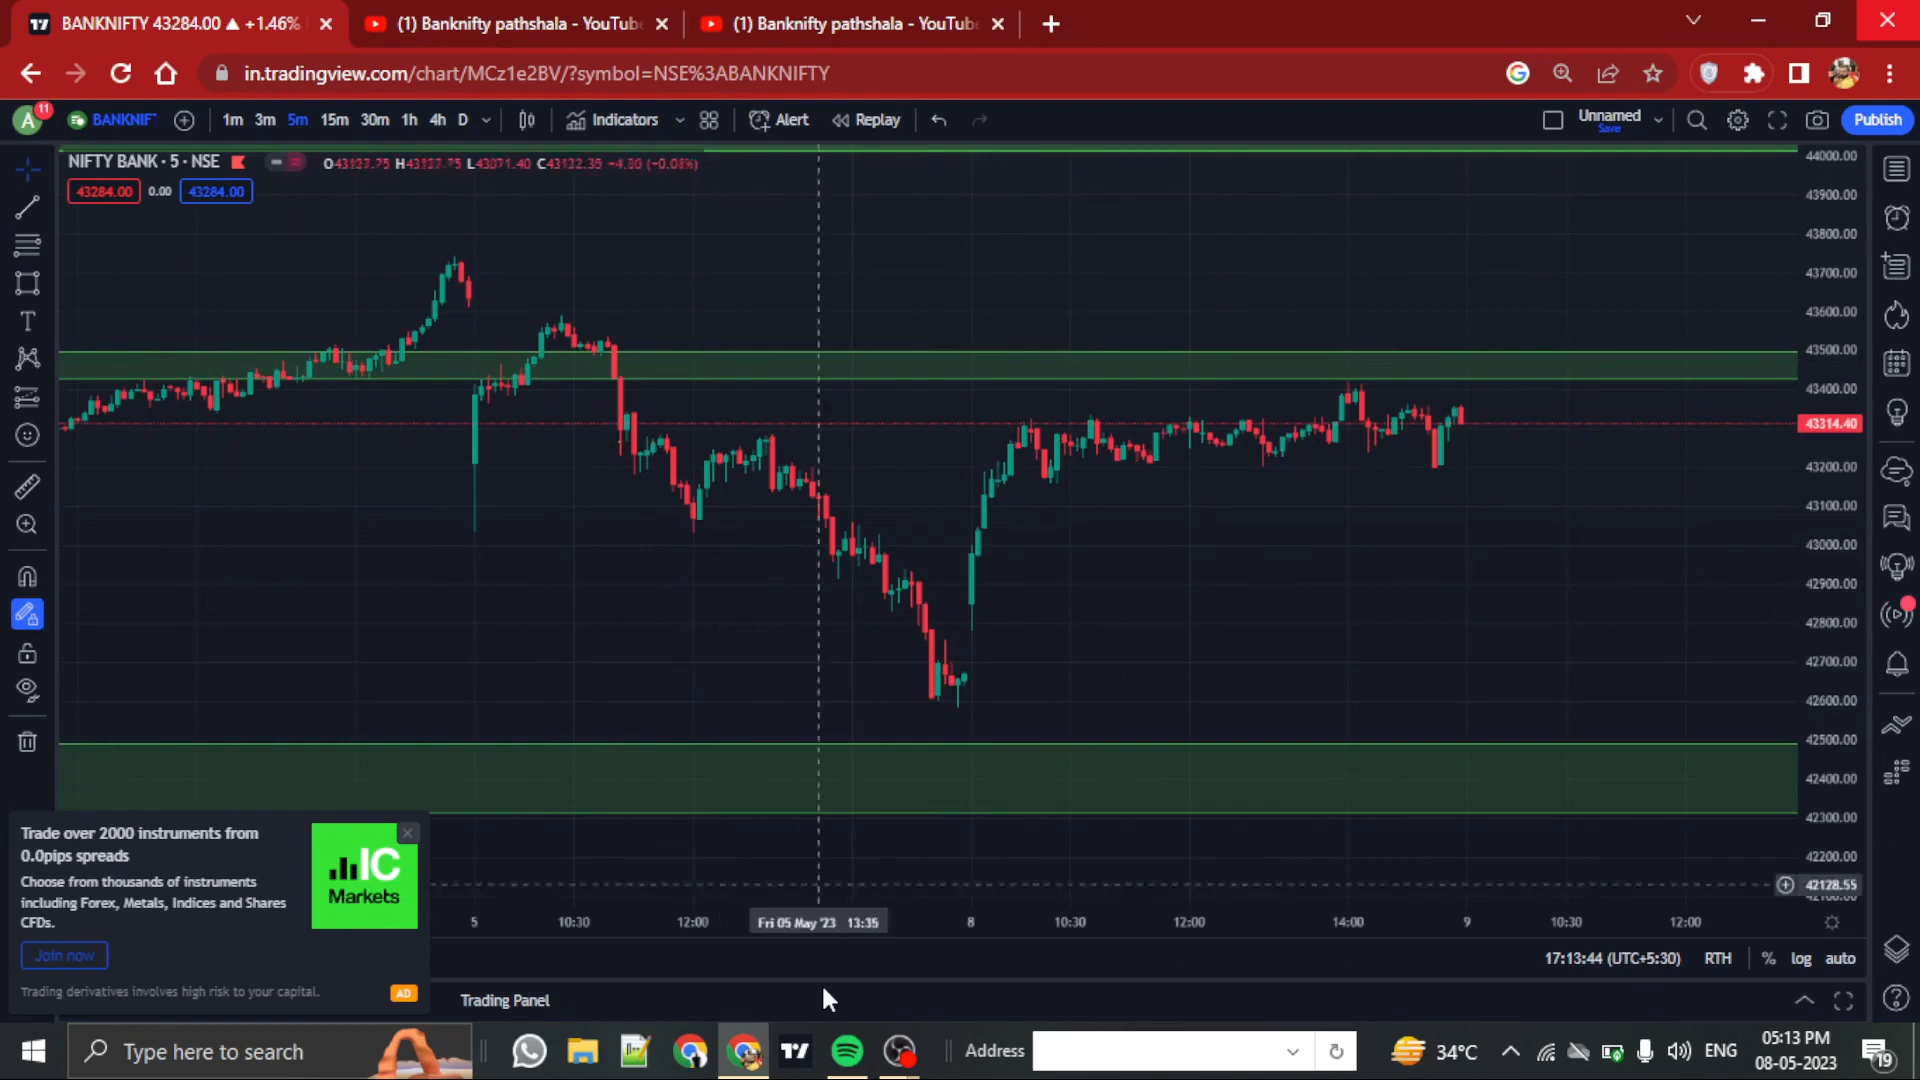 BANKNIFTY 43284.00 ▲ +1.46%
(1) Banknifty pathshala - YouTub
(1) Banknifty pathshala - YouTub
in.tradingview.com/chart/MCz1e2BV/?symbol=NSE%3ABANKNIFTY
A 11 BANKNIFT 1m 3m 5m 15m 30m 1h 4h D Indicators Alert Replay Unnamed Publish
Save
NIFTY BANK · 5 · NSE
43284.00 0.00 43284.00
44000.00
43900.00
43800.00
43700.00
43600.00
43500.00
43400.00
43314.40
43200.00
43100.00
43000.00
42900.00
42800.00
42700.00
42600.00
42500.00
42400.00
42300.00
42200.00
42128.55
5 10:30 12:00 Fri 05 May '23 13:35 8 10:30 12:00 14:00 9 10:30 12:00
Trade over 2000 instruments from
0.0pips spreads
Choose from thousands of instruments
including Forex, Metals, Indices and Shares
CFDs.
IC
Markets
Join now
Trading derivatives involves high risk to your capital.
AD
17:13:44 (UTC+5:30) RTH % log auto
Trading Panel
Type here to search
Address
34°C
ENG
05:13 PM
08-05-2023
19